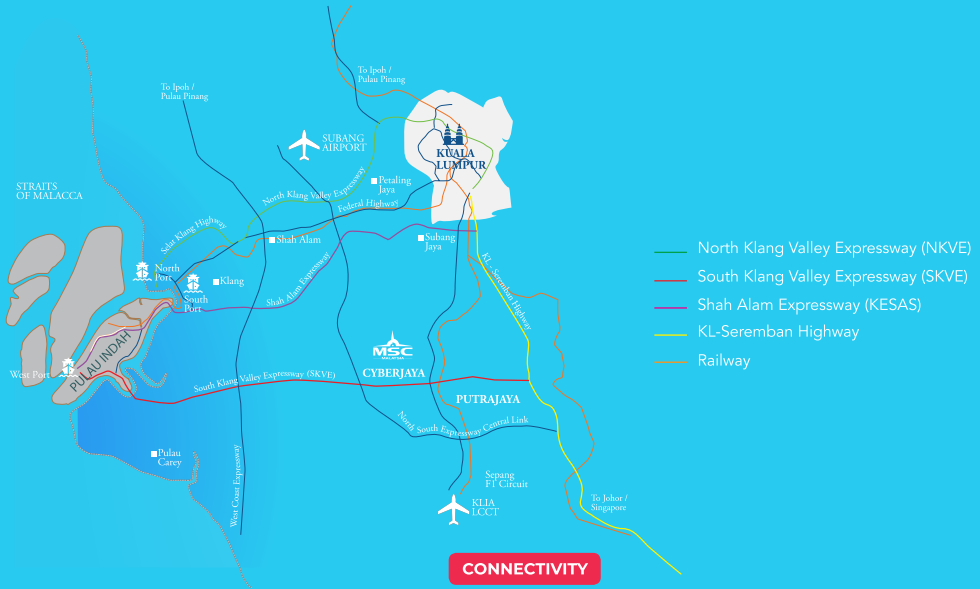 To Ipoh /
Pulau Pinang
To Ipoh /
Pulau Pinang
SUBANG
AIRPORT
KUALA
LUMPUR
STRAITS
OF MALACCA
Petaling
Jaya
North Klang Valley Expressway
Federal Highway
Selat Klang Highway
Shah Alam
Subang
Jaya
North
Port
Klang
South
Port
Shah Alam Expressway
KL - Seremban Highway
North Klang Valley Expressway (NKVE)
South Klang Valley Expressway (SKVE)
Shah Alam Expressway (KESAS)
KL-Seremban Highway
Railway
West Port
PULAU INDAH
MSC
MALAYSIA
CYBERJAYA
South Klang Valley Expressway (SKVE)
PUTRAJAYA
North South Expressway Central Link
Pulau
Carey
West Coast Expressway
Sepang
F1 Circuit
KLIA
LCCT
To Johor /
Singapore
CONNECTIVITY